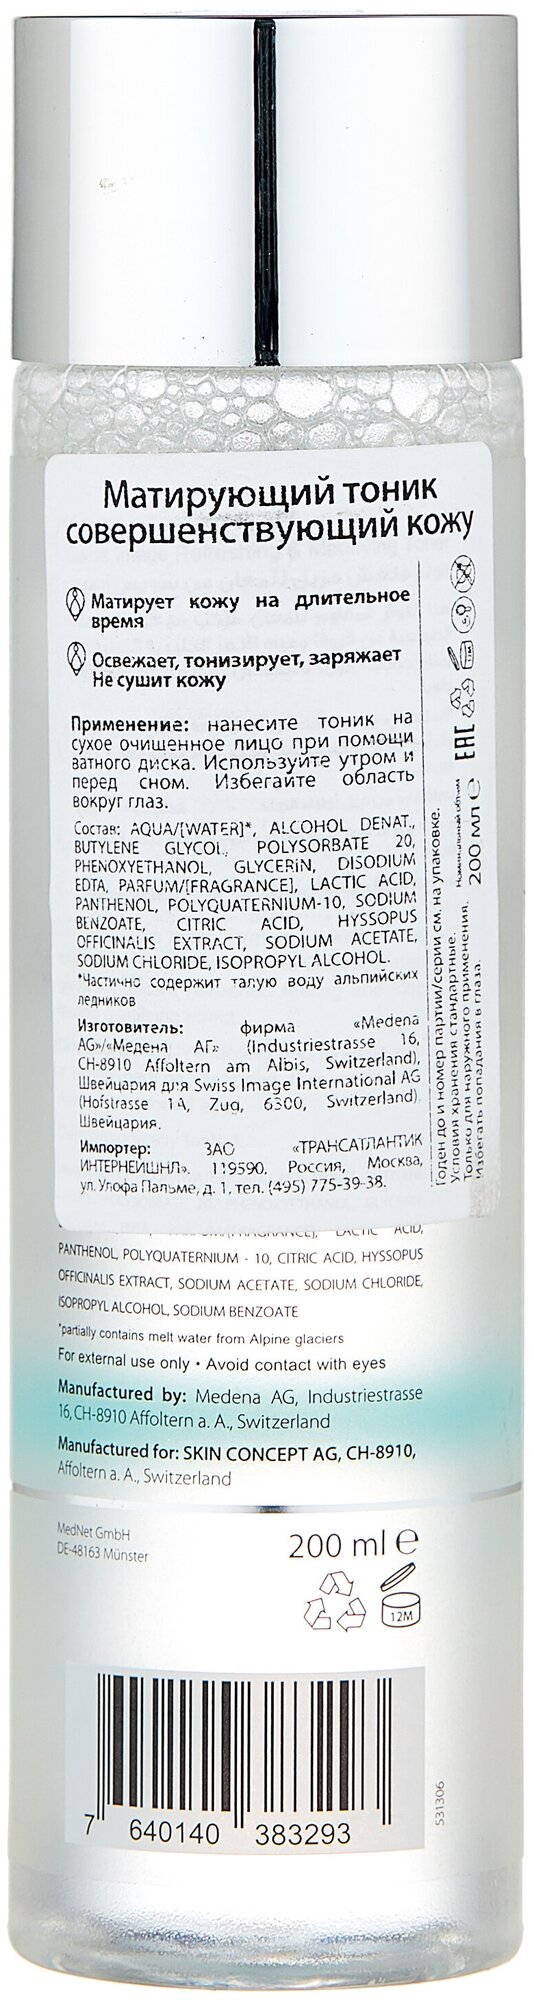 Матирующий тоник
совершенствующий кожу
Матирует кожу на длительное
время
Освежает, тонизирует, заряжает
Не сушит кожу
Применение: нанесите тоник на
сухое очищенное лицо при помощи
ватного диска. Используйте утром и
перед сном. Избегайте область
вокруг глаз.
Состав: AQUA/[WATER]*, ALCOHOL DENAT.,
BUTYLENE GLYCOL, POLYSORBATE 20,
PHENOXYETHANOL, GLYCERIN, DISODIUM
EDTA, PARFUM/[FRAGRANCE], LACTIC ACID,
PANTHENOL, POLYQUATERNIUM-10, SODIUM
BENZOATE, CITRIC ACID, HYSSOPUS
OFFICINALIS EXTRACT, SODIUM ACETATE,
SODIUM CHLORIDE, ISOPROPYL ALCOHOL.
*Частично содержит талую воду альпийских
ледников
Изготовитель: фирма «Medena
AG»/«Медена АГ» (Industriestrasse 16,
CH-8910 Affoltern am Albis, Switzerland),
Швейцария для Swiss Image International AG
(Hofstrasse 1A, Zug, 6300, Switzerland).
Швейцария.
Импортер: ЗАО «ТРАНСАТЛАНТИК
ИНТЕРНЕЙШНЛ». 119590, Россия, Москва,
ул. Улофа Пальме, д. 1, тел. (495) 775-39-38.
Годен до и номер партии/серии см. на упаковке.
Условия хранения стандартные.
Только для наружного применения.
Избегать попадания в глаза.
Номинальный объем
200 мл ℮
EAC
LACTIC ACID,
PANTHENOL, POLYQUATERNIUM - 10, CITRIC ACID, HYSSOPUS
OFFICINALIS EXTRACT, SODIUM ACETATE, SODIUM CHLORIDE,
ISOPROPYL ALCOHOL, SODIUM BENZOATE
*partially contains melt water from Alpine glaciers
For external use only • Avoid contact with eyes
Manufactured by: Medena AG, Industriestrasse
16, CH-8910 Affoltern a. A., Switzerland
Manufactured for: SKIN CONCEPT AG, CH-8910,
Affoltern a. A., Switzerland
MedNet GmbH
DE-48163 Münster
200 ml ℮
12M
531306
7 640140 383293